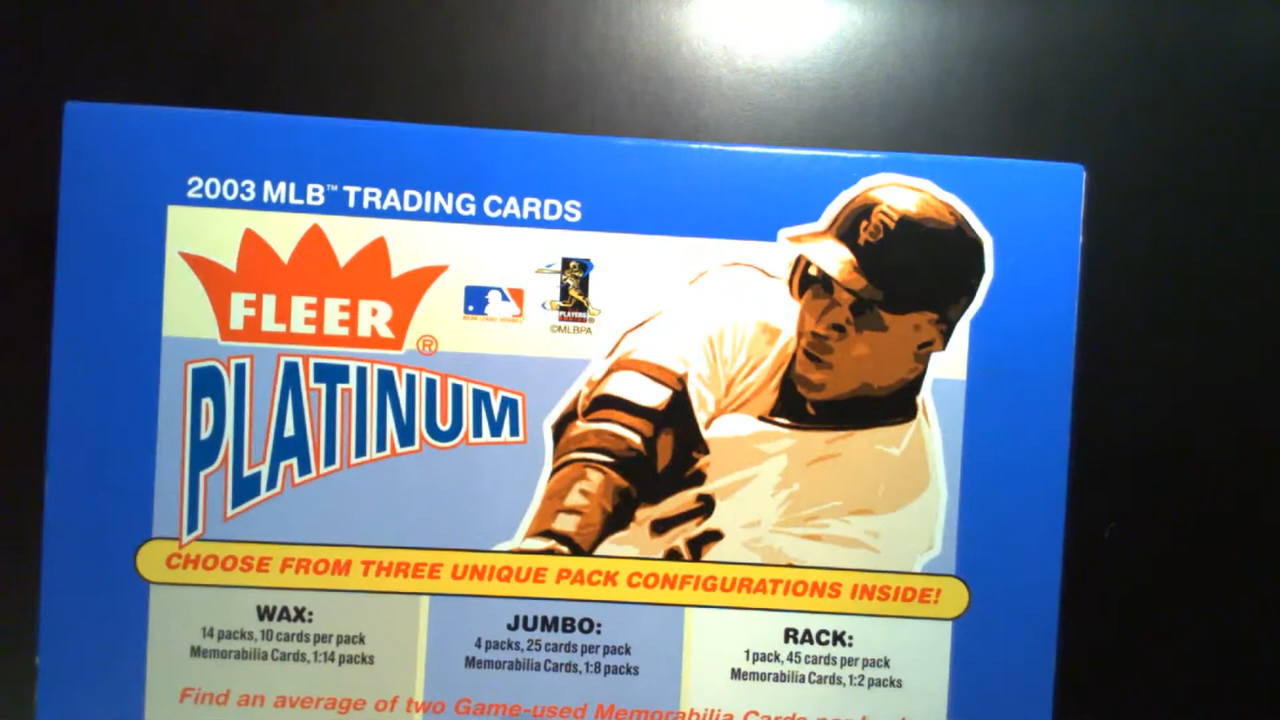 2003 MLB™ TRADING CARDS
FLEER®
PLATINUM
PLAYERS
©MLBPA
CHOOSE FROM THREE UNIQUE PACK CONFIGURATIONS INSIDE!
WAX:
14 packs, 10 cards per pack
Memorabilia Cards, 1:14 packs
JUMBO:
4 packs, 25 cards per pack
Memorabilia Cards, 1:8 packs
RACK:
1 pack, 45 cards per pack
Memorabilia Cards, 1:2 packs
Find an average of two Game-used Memorabilia Cards